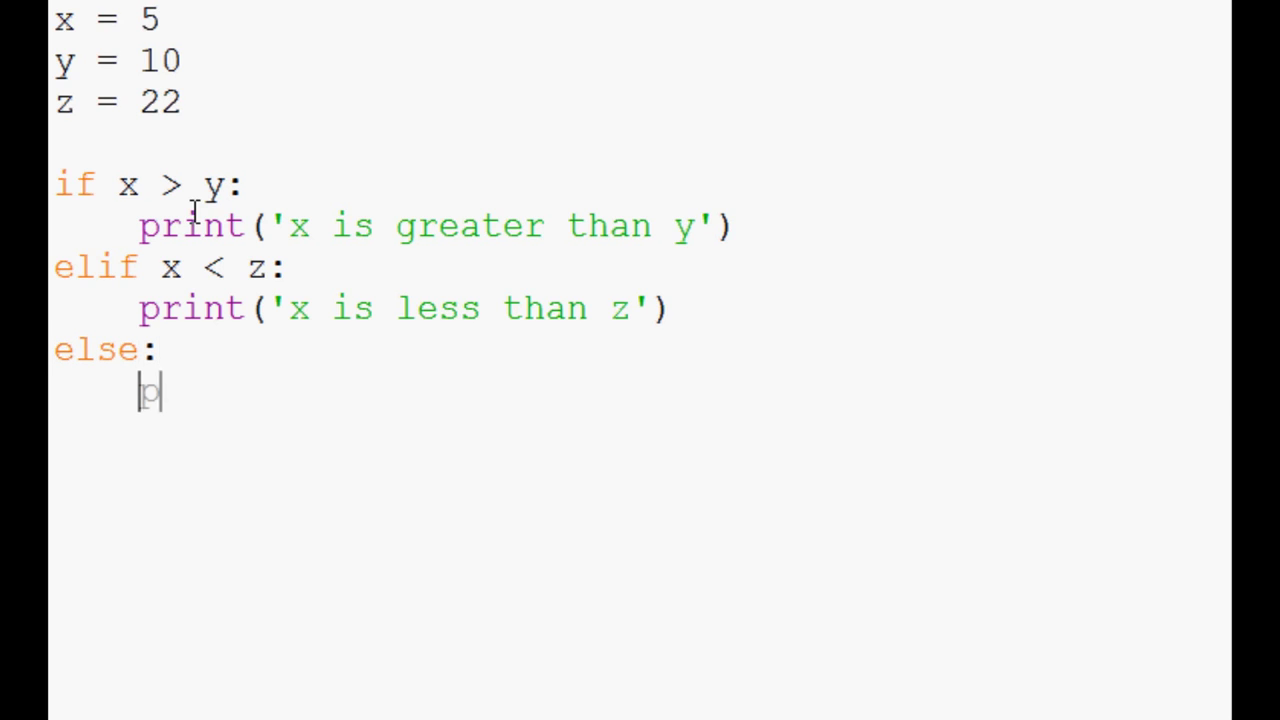 x = 5
y = 10
z = 22

if x > y:
    print('x is greater than y')
elif x < z:
    print('x is less than z')
else:
    p